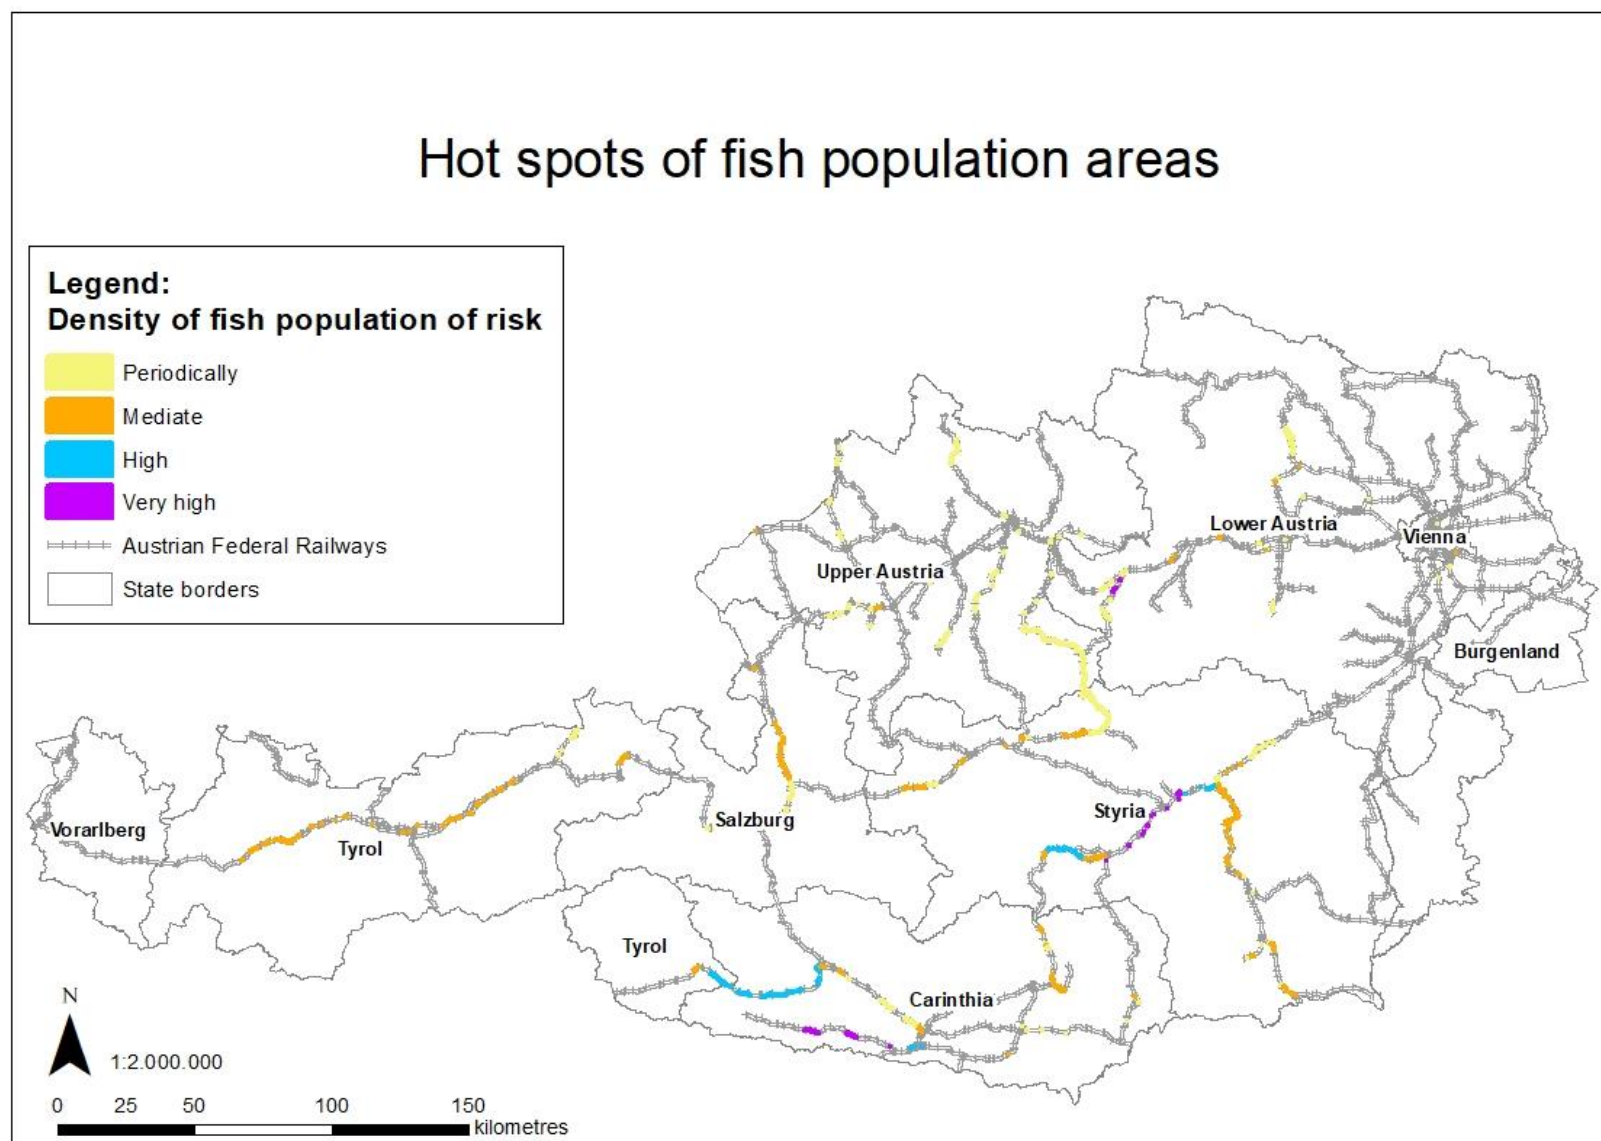 Hot spots of fish population areas
Legend:
Density of fish population of risk
Periodically
Mediate
High
Very high
Austrian Federal Railways
State borders
Lower Austria
Vienna
Upper Austria
Burgenland
Vorarlberg
Tyrol
Salzburg
Styria
Tyrol
Carinthia
N
1:2.000.000
0 25 50 100 150
kilometres